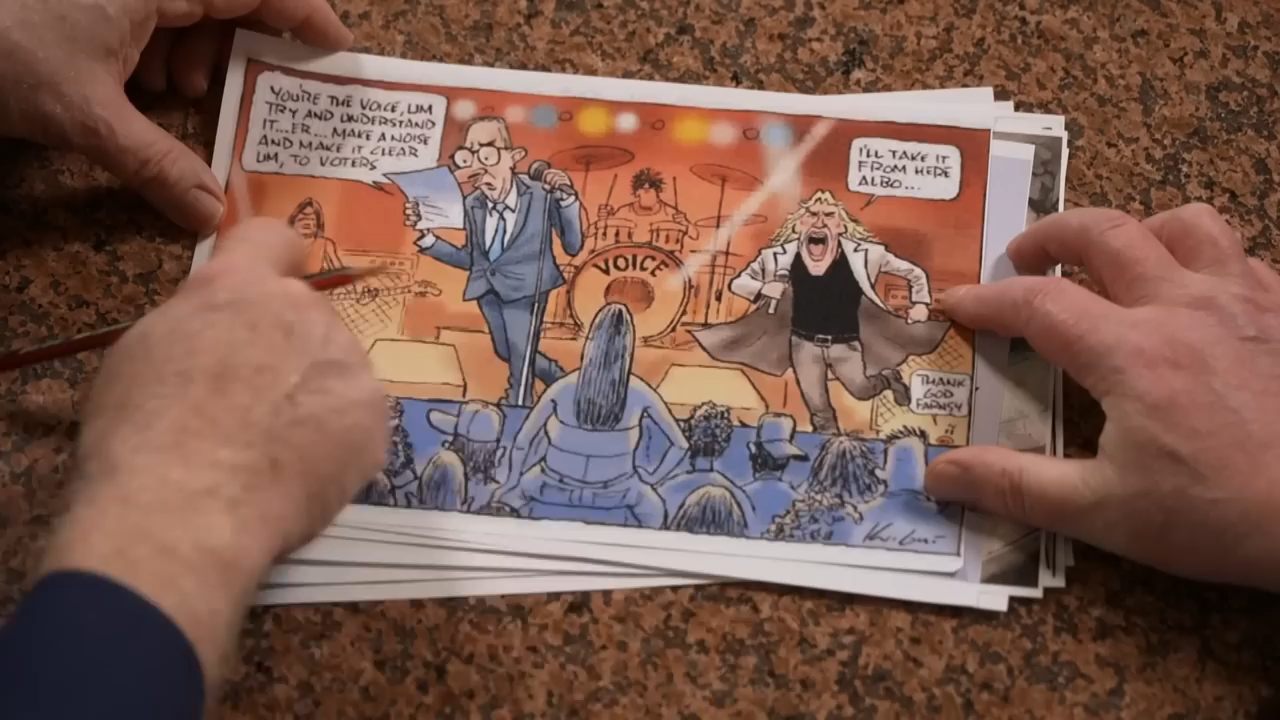 YOU'RE THE VOICE, UM
TRY AND UNDERSTAND
IT...ER... MAKE A NOISE
AND MAKE IT CLEAR
UM, TO VOTERS
I'LL TAKE IT
FROM HERE
ALBO...
VOICE
THANK
GOD
FARNSY